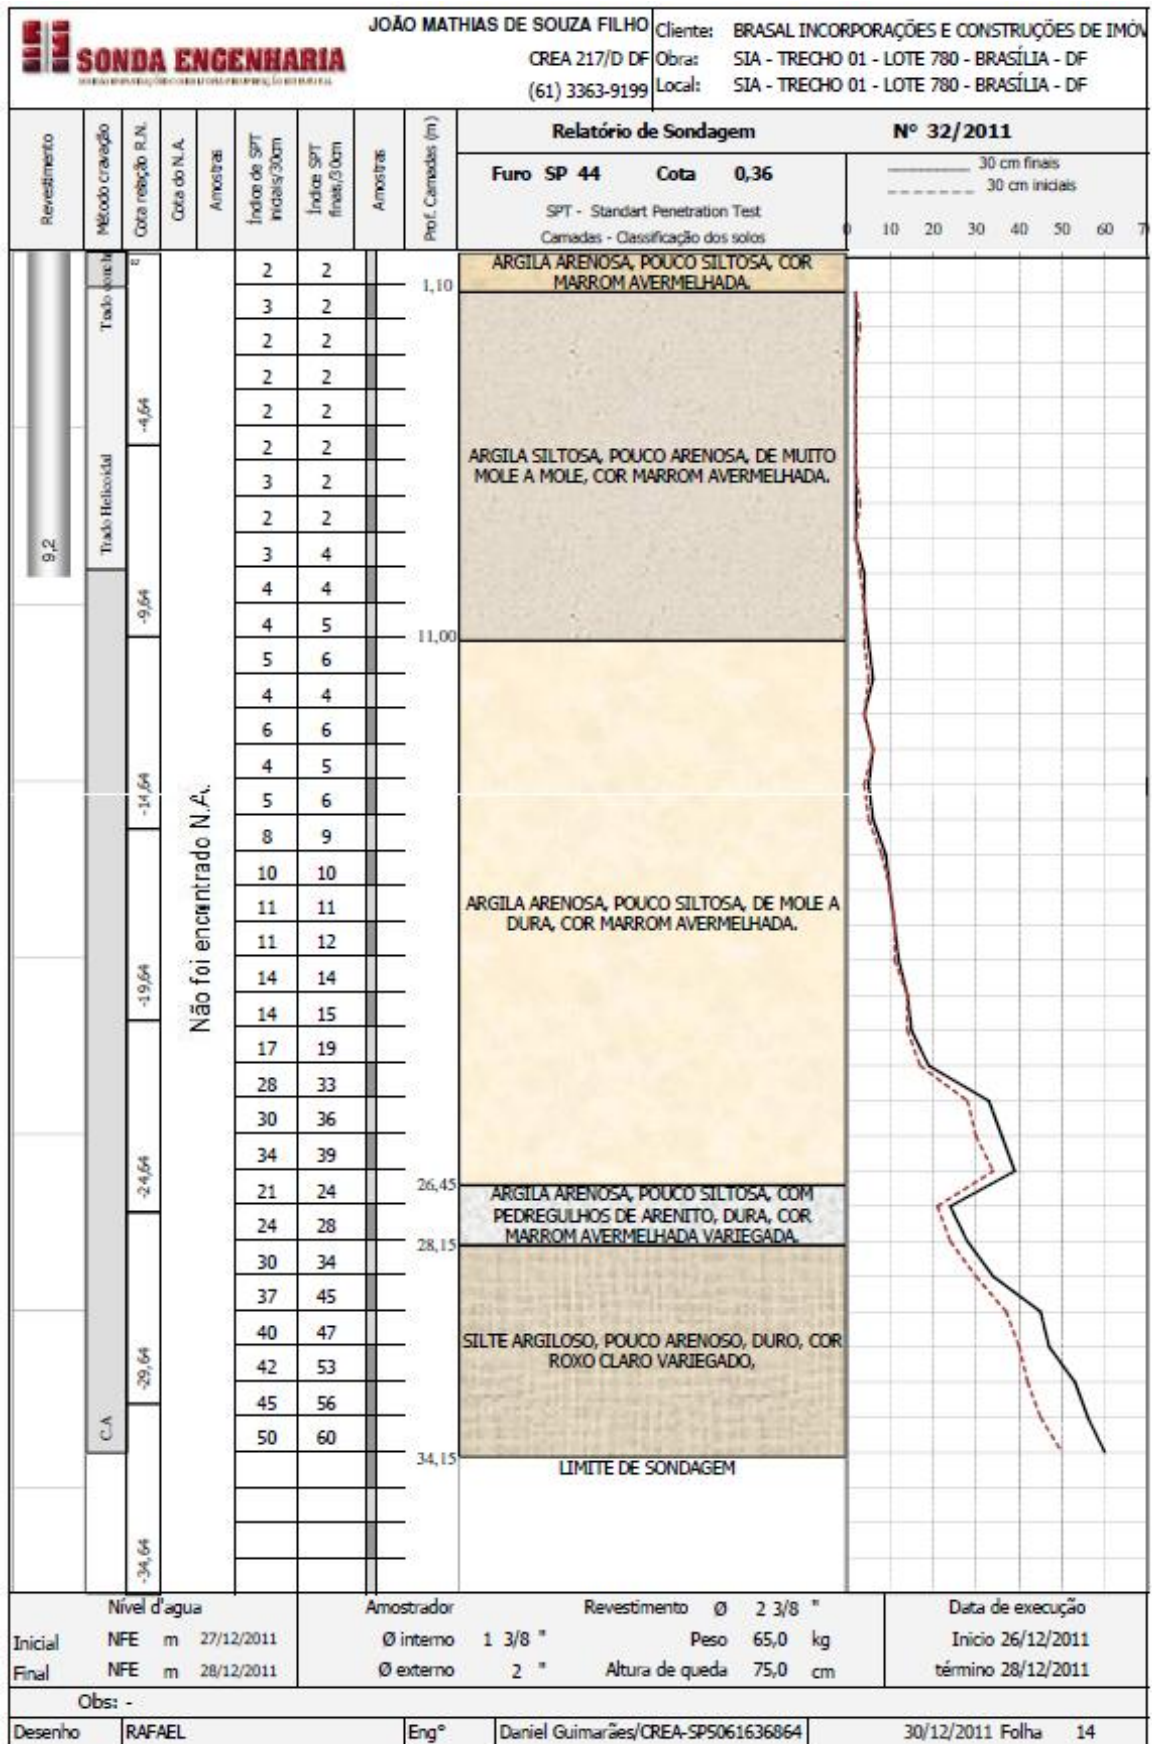 SONDA ENGENHARIA
JOÃO MATHIAS DE SOUZA FILHO
CREA 217/D DF
(61) 3363-9199
Cliente: BRASAL INCORPORAÇÕES E CONSTRUÇÕES DE IMÓV
Obra: SIA - TRECHO 01 - LOTE 780 - BRASÍLIA - DF
Local: SIA - TRECHO 01 - LOTE 780 - BRASÍLIA - DF
Revestimento
Método cravação
Cota relação R.N.
Cota do N.A.
Amostras
Índice de SPT iniciais/30cm
Índice SPT finais/30cm
Amostras
Prof. Camadas (m)
Relatório de Sondagem Nº 32/2011
Furo SP 44 Cota 0,36
SPT - Standart Penetration Test
Camadas - Classificação dos solos
30 cm finais
30 cm iniciais
0 10 20 30 40 50 60 70
9,2
Trado concha
Trado Helicoidal
C.A
-4,64
-9,64
-14,64
-19,64
-24,64
-29,64
-34,64
Não foi encontrado N.A.
2 2
3 2
2 2
2 2
2 2
2 2
3 2
2 2
3 4
4 4
4 5
5 6
4 4
6 6
4 5
5 6
8 9
10 10
11 11
11 12
14 14
14 15
17 19
28 33
30 36
34 39
21 24
24 28
30 34
37 45
40 47
42 53
45 56
50 60
1,10
11,00
26,45
28,15
34,15
ARGILA ARENOSA, POUCO SILTOSA, COR
MARROM AVERMELHADA.
ARGILA SILTOSA, POUCO ARENOSA, DE MUITO
MOLE A MOLE, COR MARROM AVERMELHADA.
ARGILA ARENOSA, POUCO SILTOSA, DE MOLE A
DURA, COR MARROM AVERMELHADA.
ARGILA ARENOSA, POUCO SILTOSA, COM
PEDREGULHOS DE ARENITO, DURA, COR
MARROM AVERMELHADA VARIEGADA.
SILTE ARGILOSO, POUCO ARENOSO, DURO, COR
ROXO CLARO VARIEGADO,
LIMITE DE SONDAGEM
Nível d'agua
Inicial NFE m 27/12/2011
Final NFE m 28/12/2011
Amostrador
Ø interno 1 3/8 "
Ø externo 2 "
Revestimento Ø 2 3/8 "
Peso 65,0 kg
Altura de queda 75,0 cm
Data de execução
Inicio 26/12/2011
término 28/12/2011
Obs: -
Desenho RAFAEL Engº Daniel Guimarães/CREA-SP5061636864 30/12/2011 Folha 14